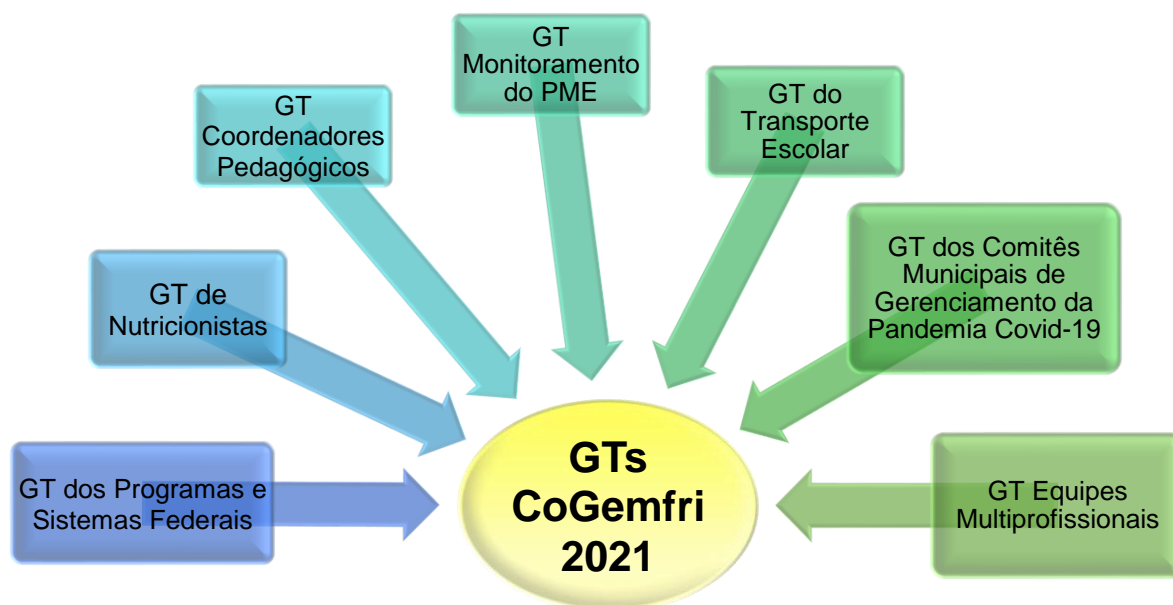 GT
Monitoramento
do PME
GT
Coordenadores
Pedagógicos
GT do
Transporte
Escolar
GT de
Nutricionistas
GT dos Comitês
Municipais de
Gerenciamento da
Pandemia Covid-19
GT dos Programas e
Sistemas Federais
GTs
CoGemfri
2021
GT Equipes
Multiprofissionais